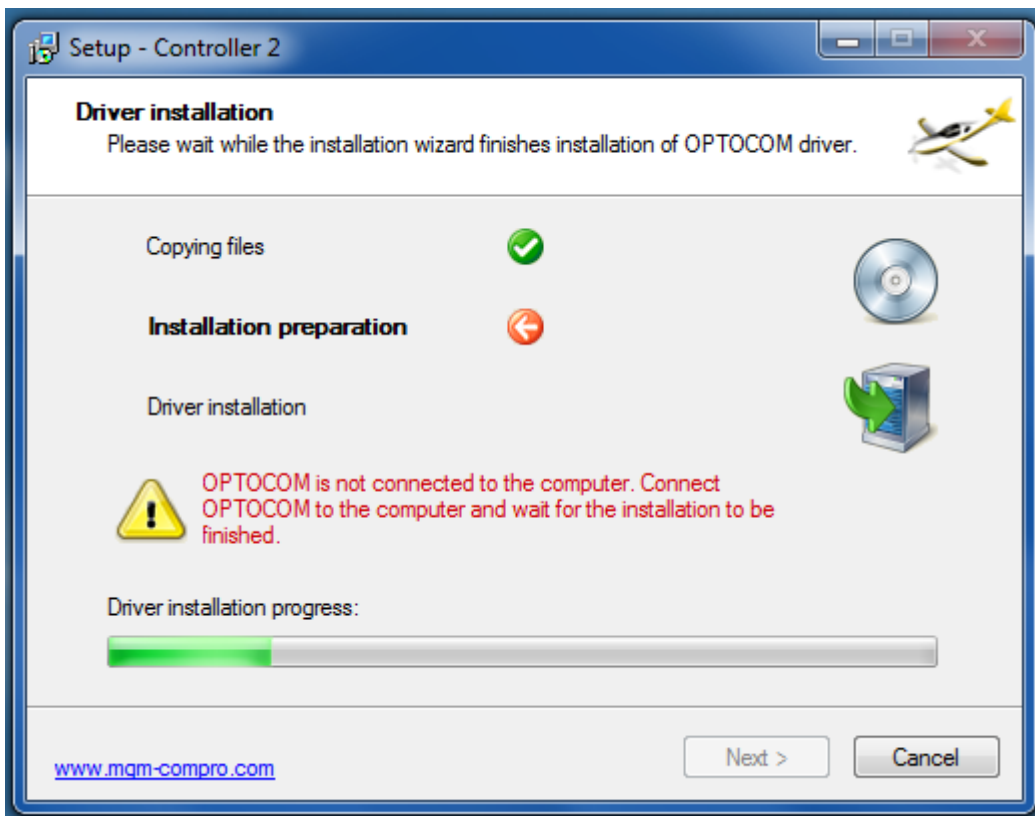 Setup - Controller 2
Driver installation
Please wait while the installation wizard finishes installation of OPTOCOM driver.
Copying files
Installation preparation
Driver installation
OPTOCOM is not connected to the computer. Connect
OPTOCOM to the computer and wait for the installation to be
finished.
Driver installation progress:
www.mgm-compro.com
Next >
Cancel